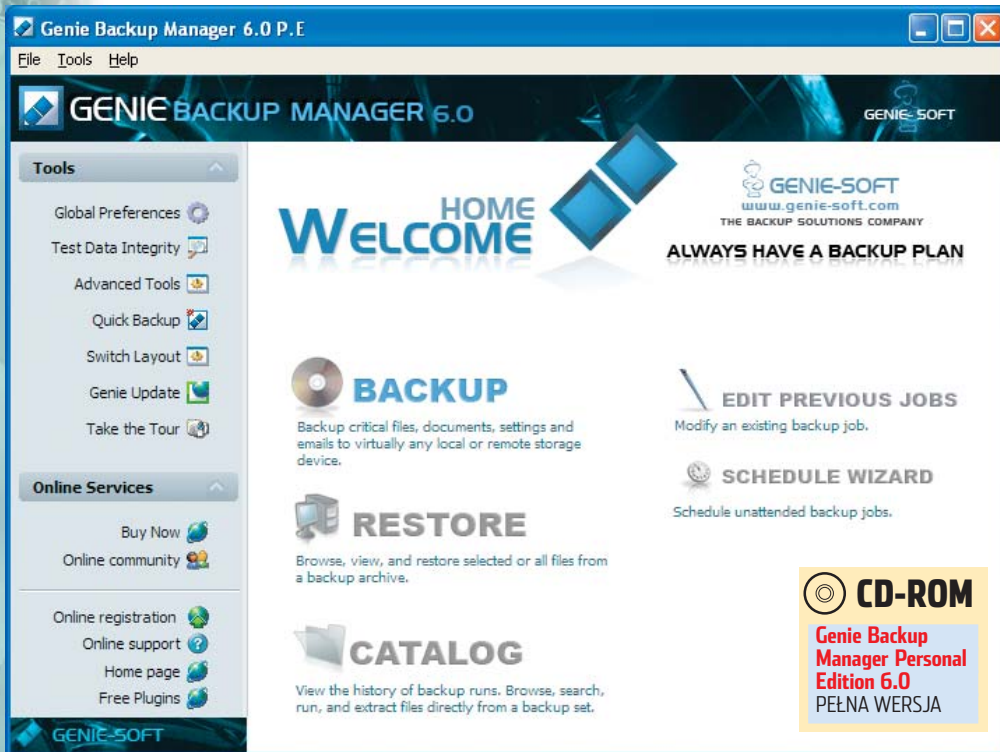 Genie Backup Manager 6.0 P.E
File Tools Help
GENIE BACKUP MANAGER 6.0
GENIE-SOFT
Tools
Global Preferences
Test Data Integrity
Advanced Tools
Quick Backup
Switch Layout
Genie Update
Take the Tour
Online Services
Buy Now
Online community
Online registration
Online support
Home page
Free Plugins
GENIE-SOFT
HOME
WELCOME
GENIE-SOFT
www.genie-soft.com
THE BACKUP SOLUTIONS COMPANY
ALWAYS HAVE A BACKUP PLAN
BACKUP
Backup critical files, documents, settings and
emails to virtually any local or remote storage
device.
RESTORE
Browse, view, and restore selected or all files from
a backup archive.
CATALOG
View the history of backup runs. Browse, search,
run, and extract files directly from a backup set.
EDIT PREVIOUS JOBS
Modify an existing backup job.
SCHEDULE WIZARD
Schedule unattended backup jobs.
CD-ROM
Genie Backup
Manager Personal
Edition 6.0
PEŁNA WERSJA